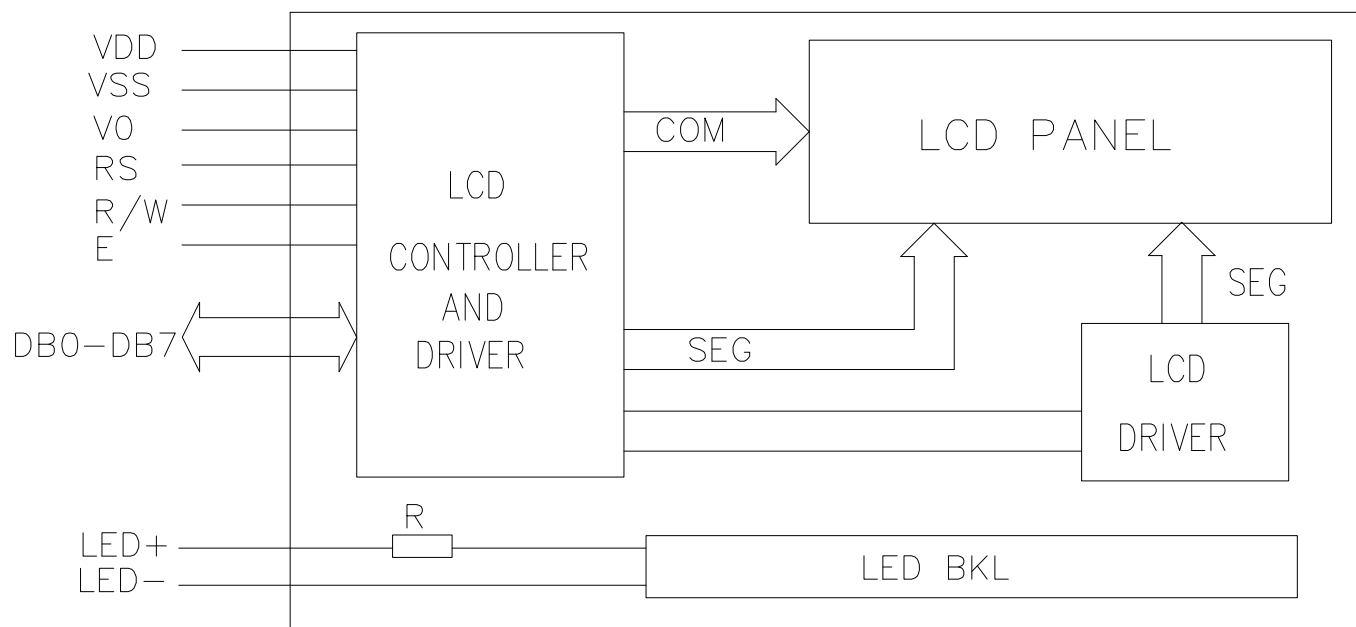 VDD
VSS
VO
RS
R/W
E
DB0-DB7
LED+
LED-
LCD
CONTROLLER
AND
DRIVER
COM
SEG
LCD PANEL
SEG
LCD
DRIVER
R
LED BKL